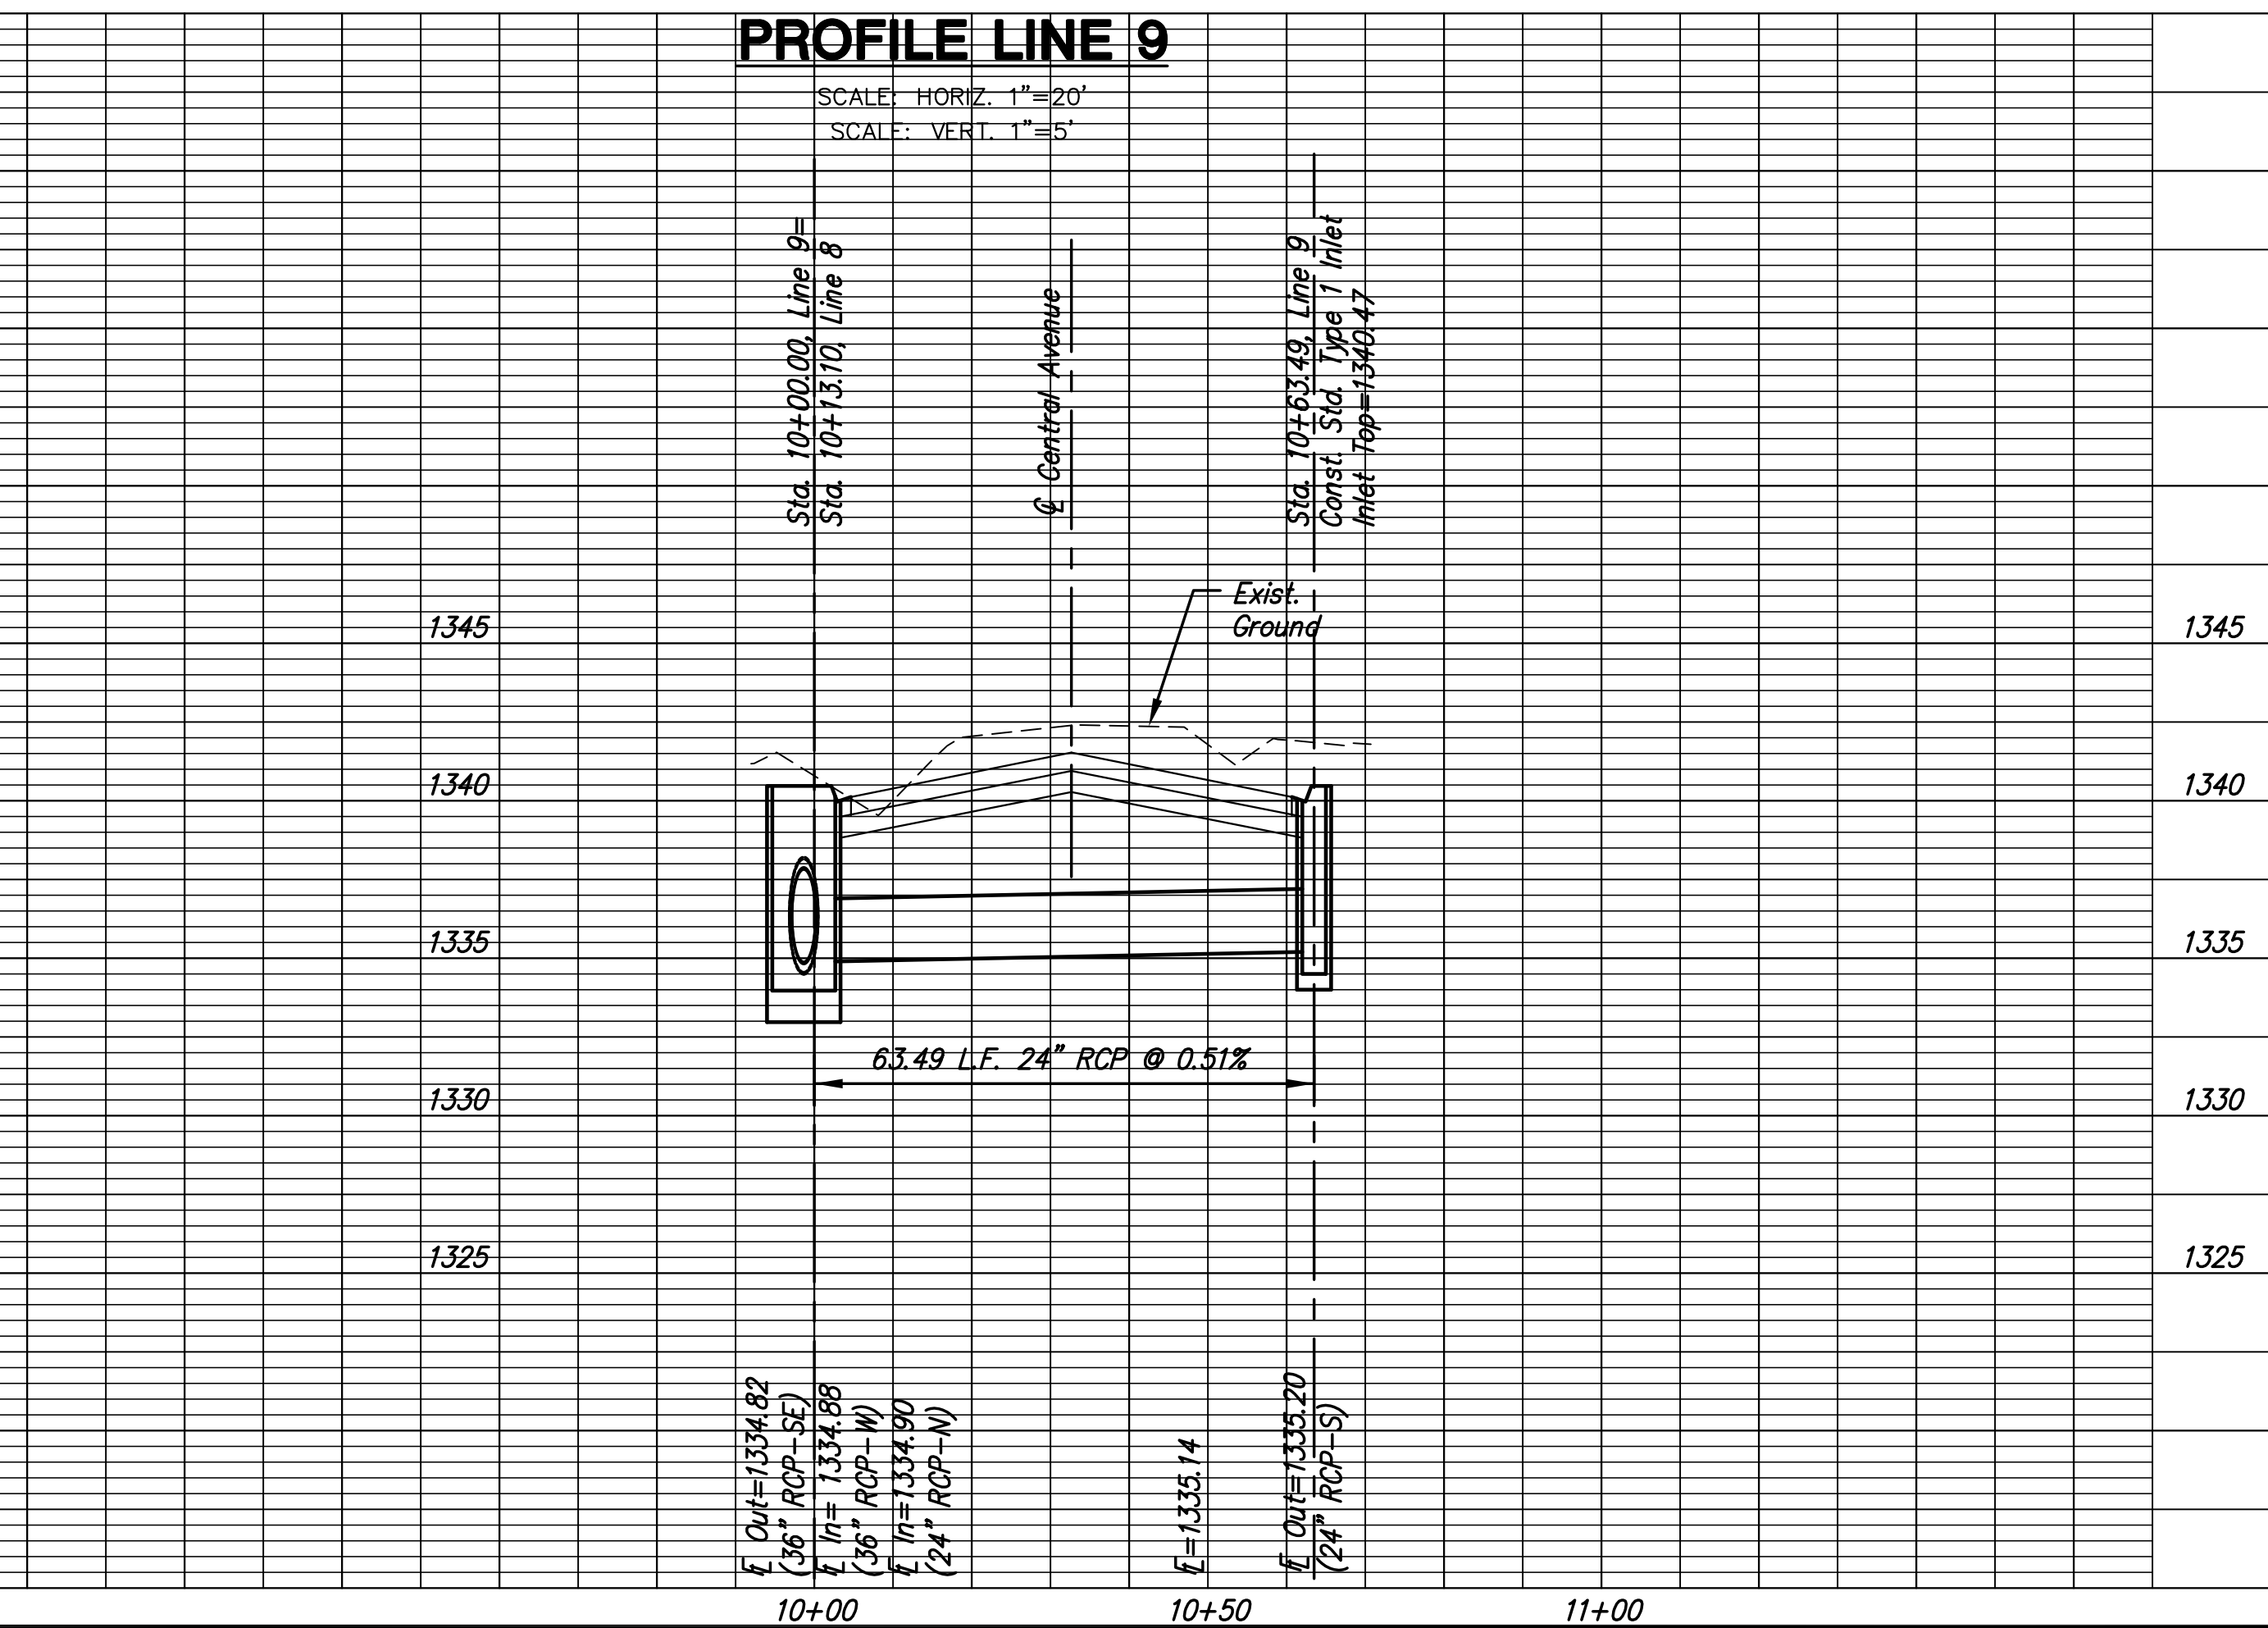 PROFILE LINE 9
SCALE: HORIZ. 1"=20'
SCALE: VERT. 1"=5'
Sta. 10+00.00, Line 9=
Sta. 10+13.10, Line 8
℄ Central Avenue
Sta. 10+63.49, Line 9
Const. Std. Type 1 Inlet
Inlet Top=1340.47
Exist.
Ground
1345
1345
1340
1340
1335
1335
63.49 L.F. 24" RCP @ 0.51%
1330
1330
1325
1325
℄ Out=1334.82
(36" RCP-SE)
℄ In= 1334.88
(36" RCP-W)
℄ In=1334.90
(24" RCP-N)
℄=1335.14
℄ Out=1335.20
(24" RCP-S)
10+00
10+50
11+00